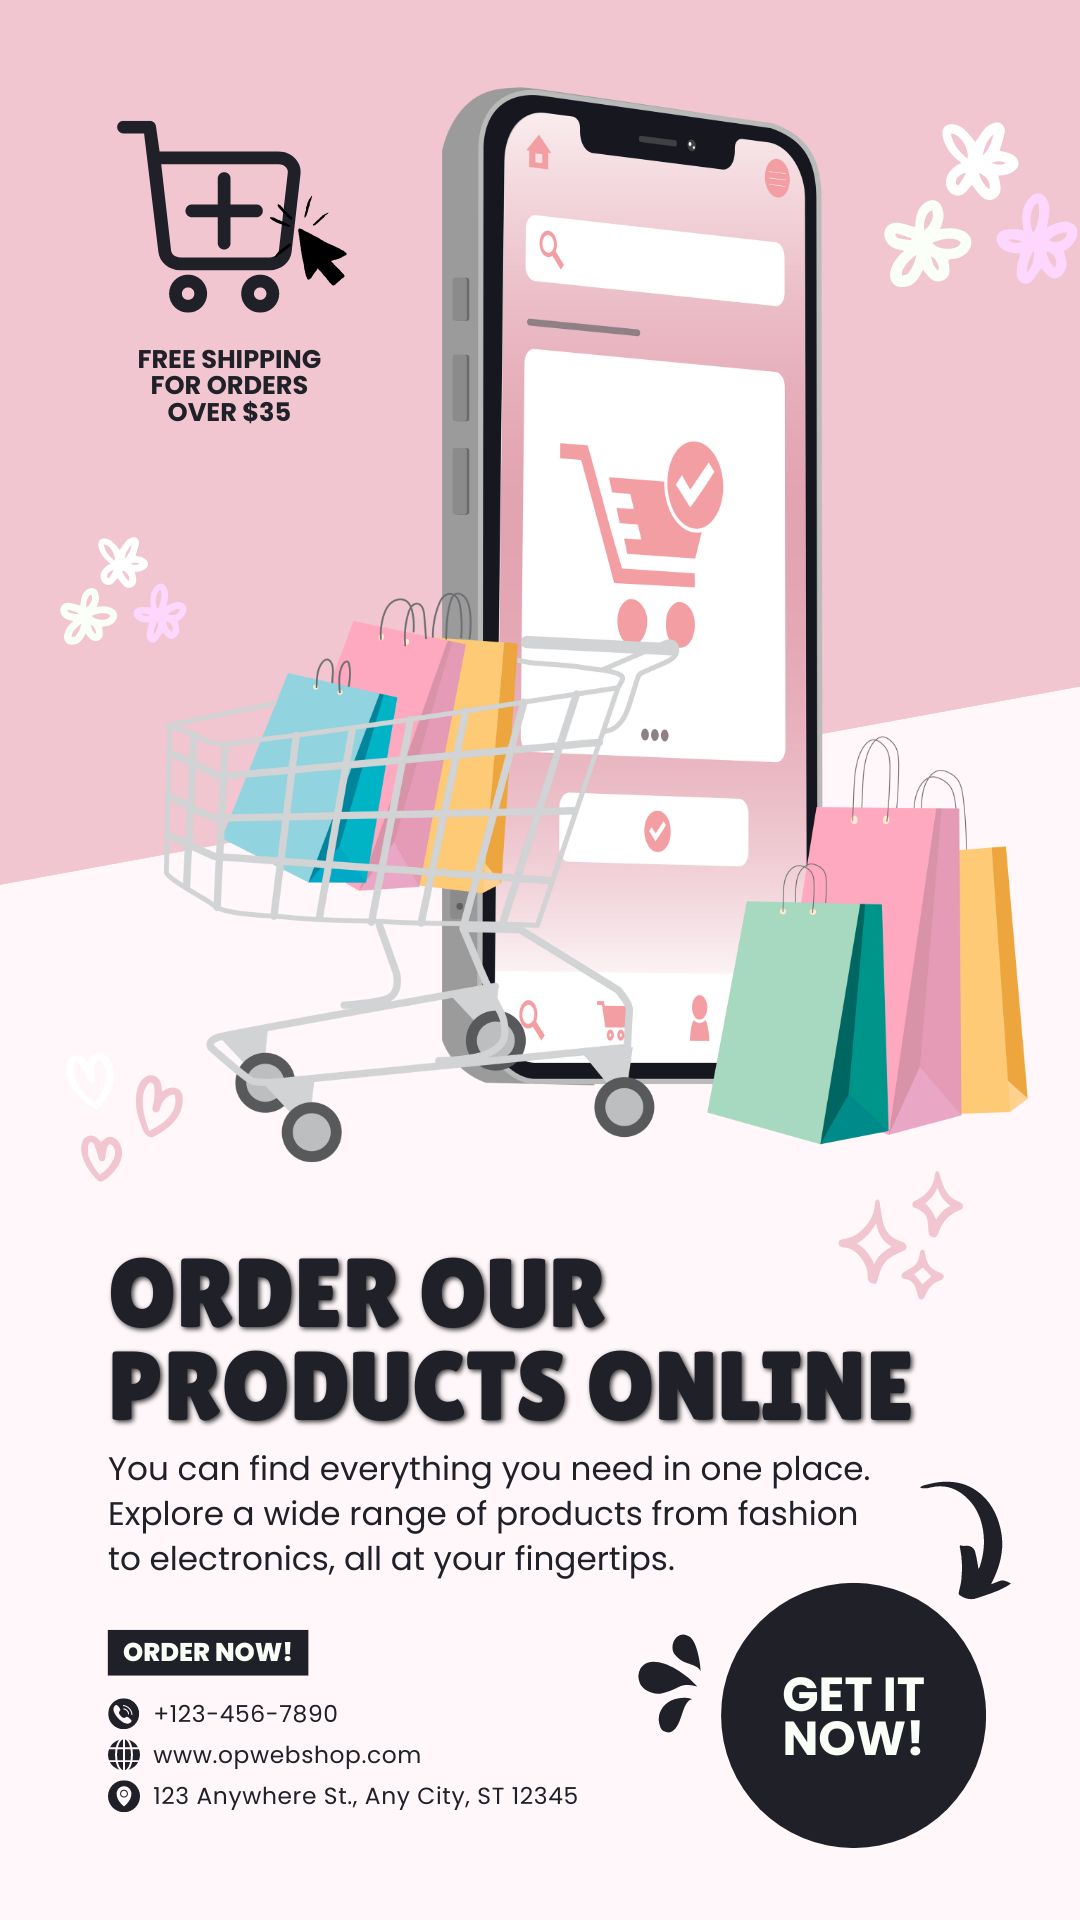 FREE SHIPPING
FOR ORDERS
OVER $35
ORDER OUR
PRODUCTS ONLINE
You can find everything you need in one place.
Explore a wide range of products from fashion
to electronics, all at your fingertips.
ORDER NOW!
+123-456-7890
www.opwebshop.com
123 Anywhere St., Any City, ST 12345
GET IT
NOW!